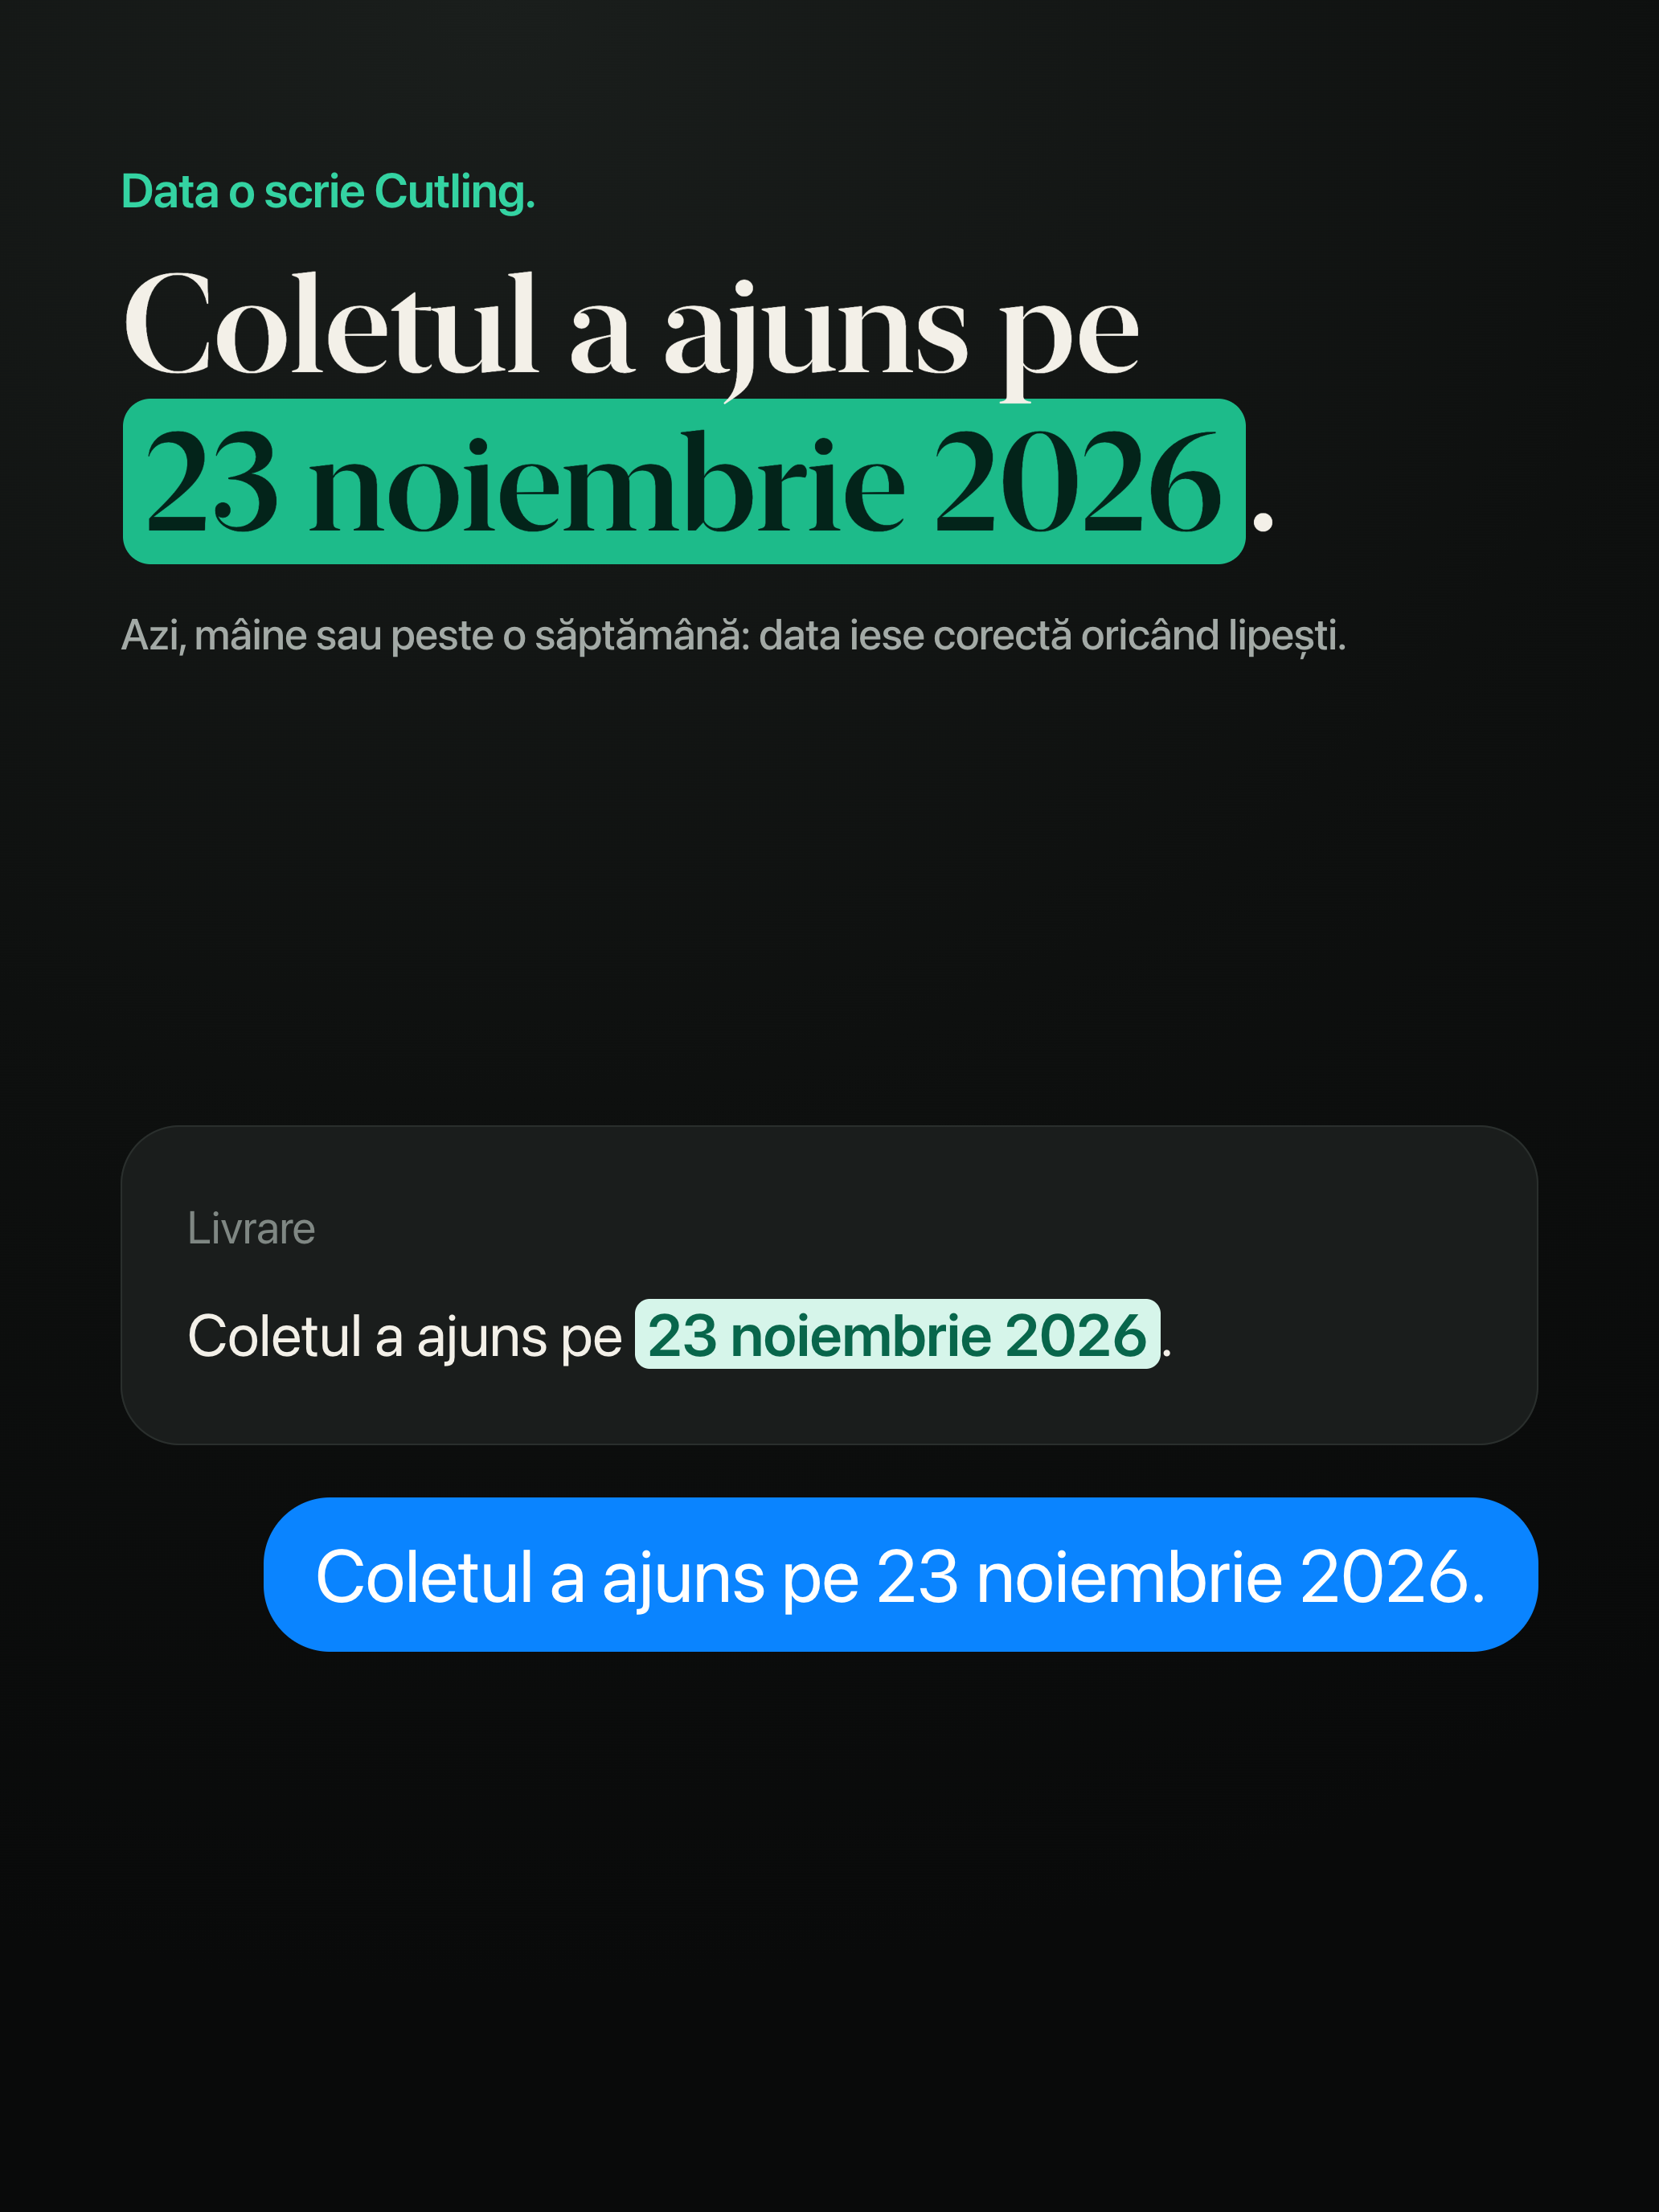 Data o scrie Cutling.
Coletul a ajuns pe
23 noiembrie 2026.
Azi, mâine sau peste o săptămână: data iese corectă oricând lipești.
Livrare
Coletul a ajuns pe 23 noiembrie 2026.
Coletul a ajuns pe 23 noiembrie 2026.